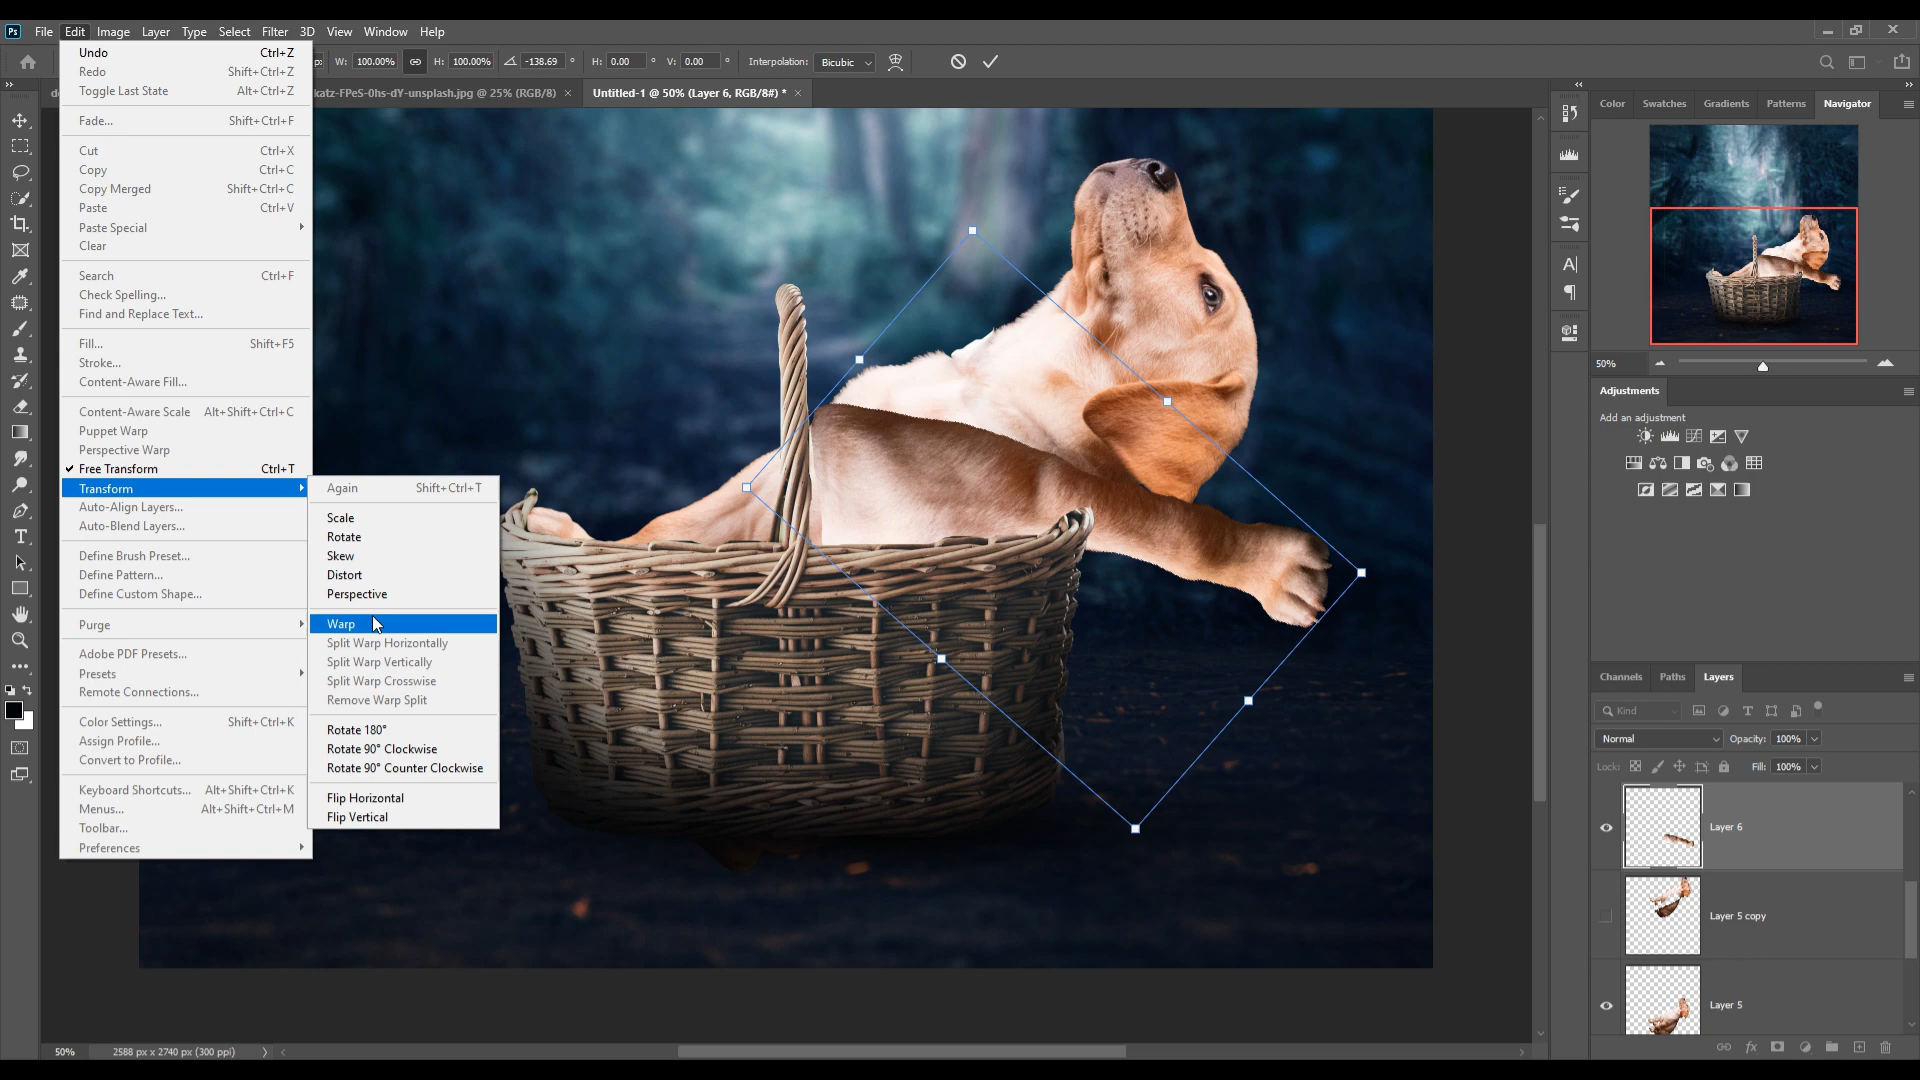 Ps File Edit Image Layer Type Select Filter 3D View Window Help
W: 100.00% H: 100.00% -138.69 ° H: 0.00 ° V: 0.00 ° Interpolation: Bicubic
katz-FPeS-0hs-dY-unsplash.jpg @ 25% (RGB/8) × Untitled-1 @ 50% (Layer 6, RGB/8#) * ×
Undo Ctrl+Z
Redo Shift+Ctrl+Z
Toggle Last State Alt+Ctrl+Z
Fade... Shift+Ctrl+F
Cut Ctrl+X
Copy Ctrl+C
Copy Merged Shift+Ctrl+C
Paste Ctrl+V
Paste Special
Clear
Search Ctrl+F
Check Spelling...
Find and Replace Text...
Fill... Shift+F5
Stroke...
Content-Aware Fill...
Content-Aware Scale Alt+Shift+Ctrl+C
Puppet Warp
Perspective Warp
Free Transform Ctrl+T
Transform
Auto-Align Layers...
Auto-Blend Layers...
Define Brush Preset...
Define Pattern...
Define Custom Shape...
Purge
Adobe PDF Presets...
Presets
Remote Connections...
Color Settings... Shift+Ctrl+K
Assign Profile...
Convert to Profile...
Keyboard Shortcuts... Alt+Shift+Ctrl+K
Menus... Alt+Shift+Ctrl+M
Toolbar...
Preferences
Again Shift+Ctrl+T
Scale
Rotate
Skew
Distort
Perspective
Warp
Split Warp Horizontally
Split Warp Vertically
Split Warp Crosswise
Remove Warp Split
Rotate 180°
Rotate 90° Clockwise
Rotate 90° Counter Clockwise
Flip Horizontal
Flip Vertical
Color Swatches Gradients Patterns Navigator
50%
Adjustments
Add an adjustment
Channels Paths Layers
Kind
Normal Opacity: 100%
Lock: Fill: 100%
Layer 6
Layer 5 copy
Layer 5
50% 2588 px x 2740 px (300 ppi)